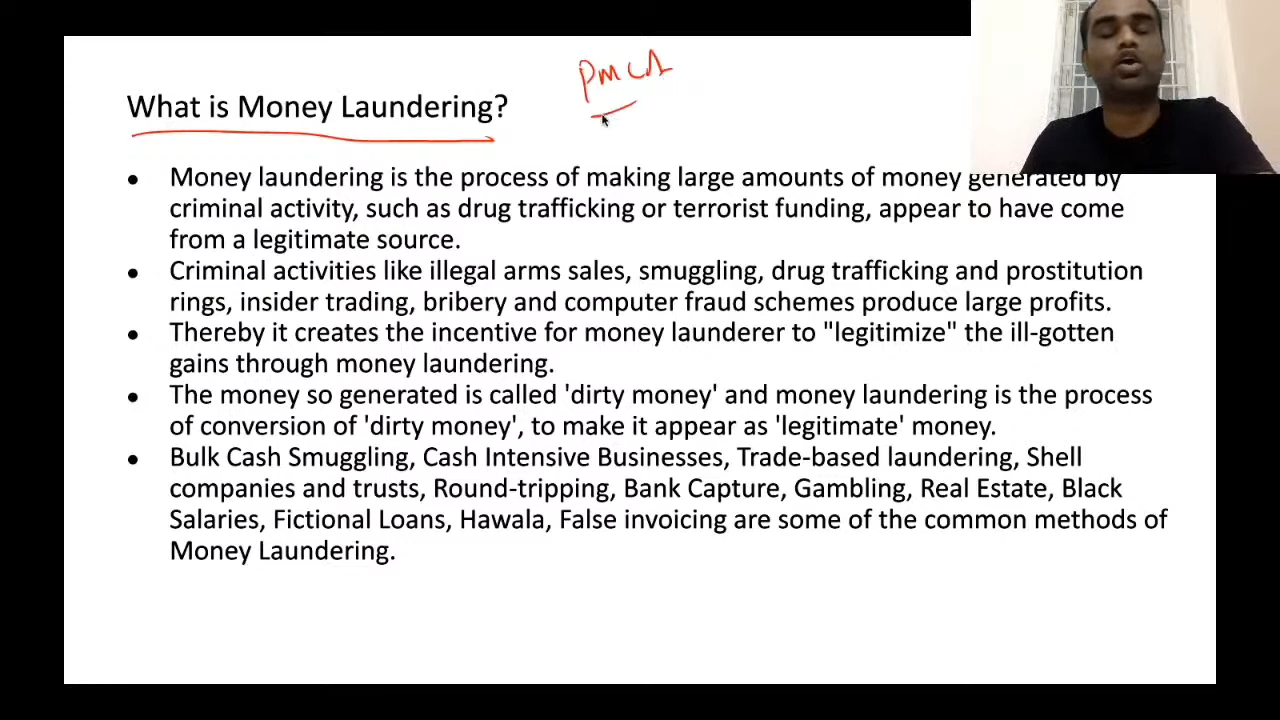 PMLA
What is Money Laundering?
• Money laundering is the process of making large amounts of money generated by
criminal activity, such as drug trafficking or terrorist funding, appear to have come
from a legitimate source.
• Criminal activities like illegal arms sales, smuggling, drug trafficking and prostitution
rings, insider trading, bribery and computer fraud schemes produce large profits.
• Thereby it creates the incentive for money launderer to "legitimize" the ill-gotten
gains through money laundering.
• The money so generated is called 'dirty money' and money laundering is the process
of conversion of 'dirty money', to make it appear as 'legitimate' money.
• Bulk Cash Smuggling, Cash Intensive Businesses, Trade-based laundering, Shell
companies and trusts, Round-tripping, Bank Capture, Gambling, Real Estate, Black
Salaries, Fictional Loans, Hawala, False invoicing are some of the common methods of
Money Laundering.